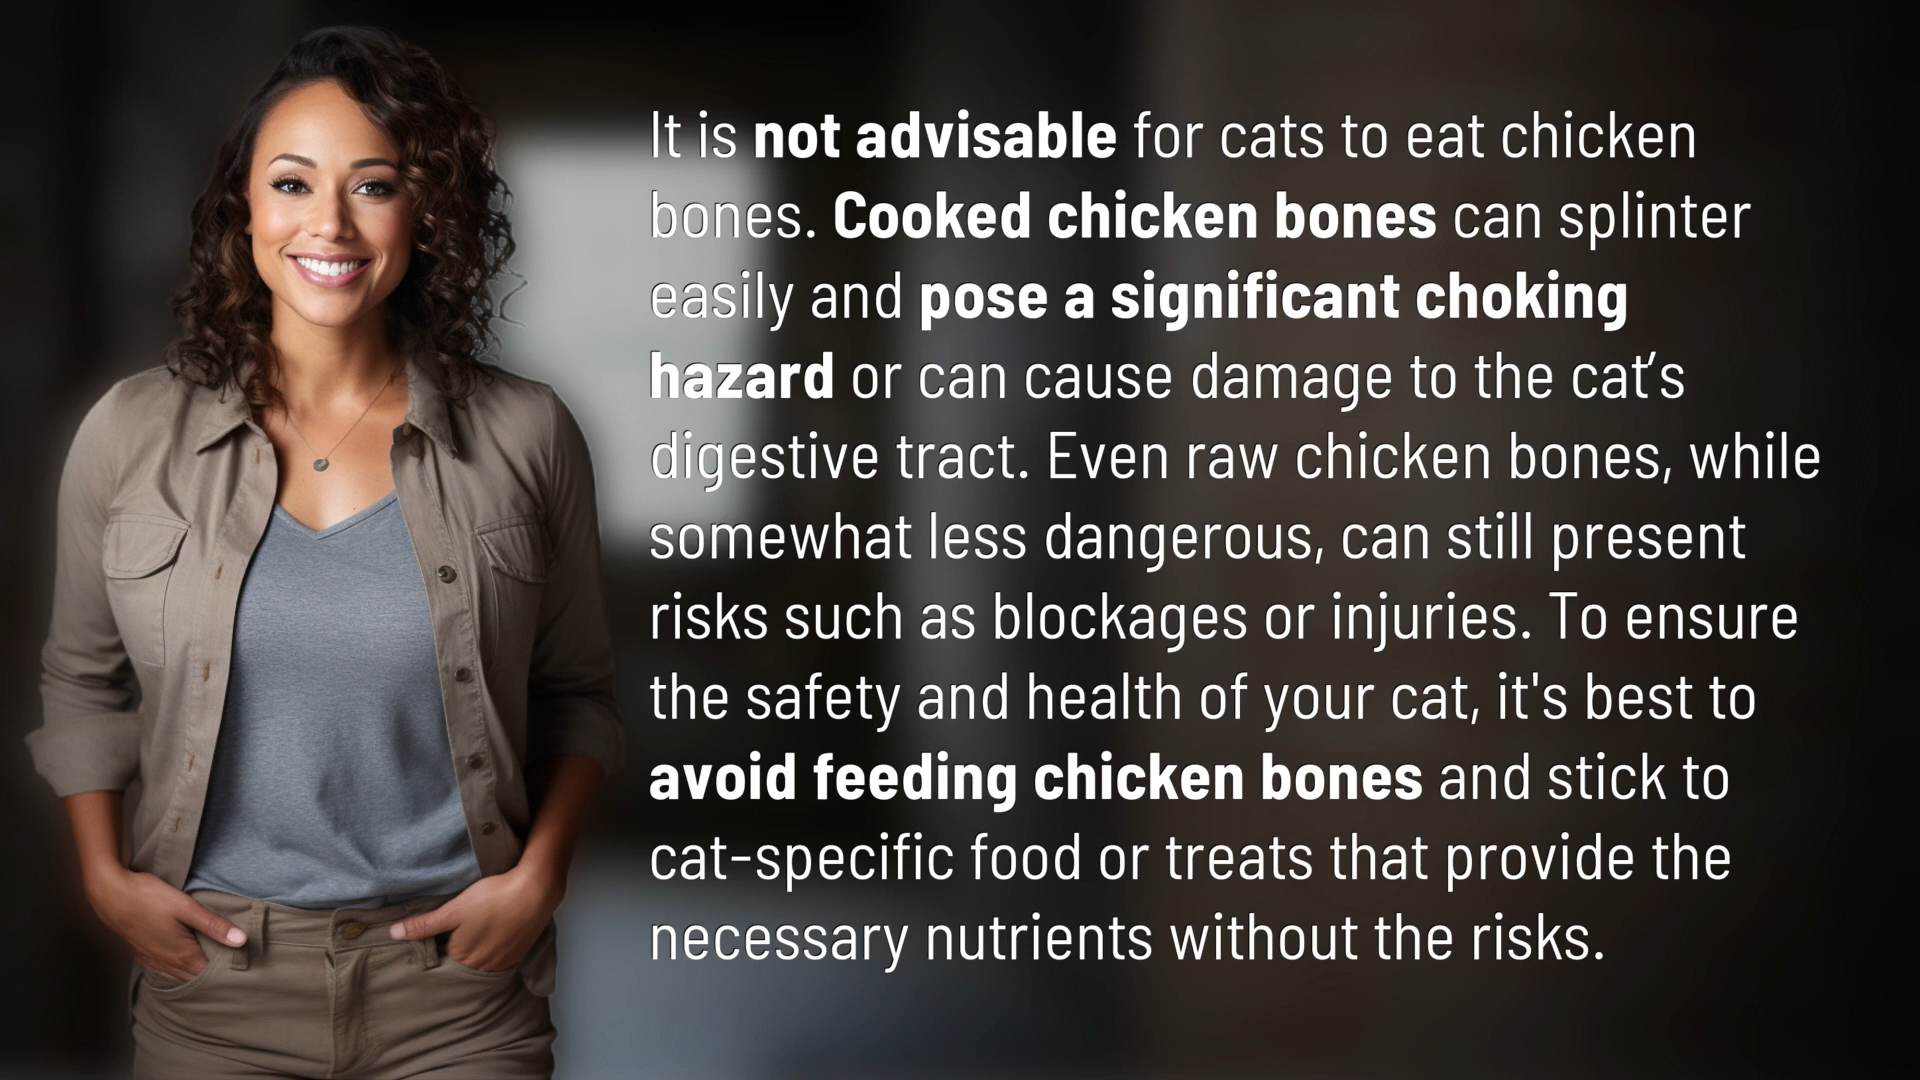 It is not advisable for cats to eat chicken
bones. Cooked chicken bones can splinter
easily and pose a significant choking
hazard or can cause damage to the cat’s
digestive tract. Even raw chicken bones, while
somewhat less dangerous, can still present
risks such as blockages or injuries. To ensure
the safety and health of your cat, it's best to
avoid feeding chicken bones and stick to
cat-specific food or treats that provide the
necessary nutrients without the risks.